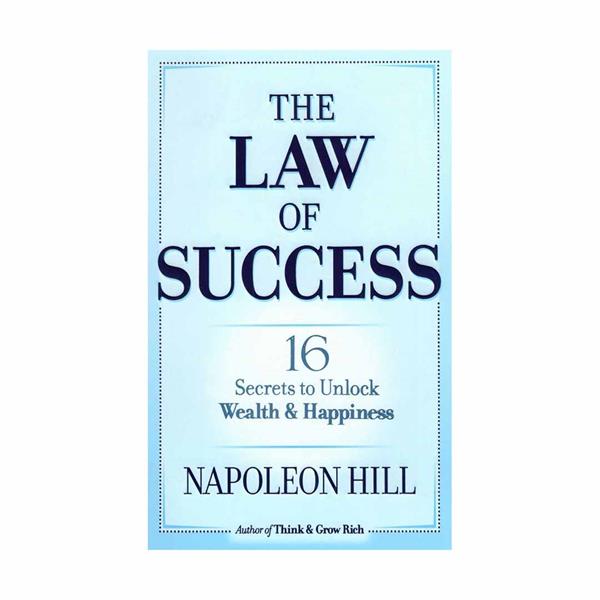 THE
LAW
OF
SUCCESS
16
Secrets to Unlock
Wealth & Happiness
NAPOLEON HILL
Author of Think & Grow Rich